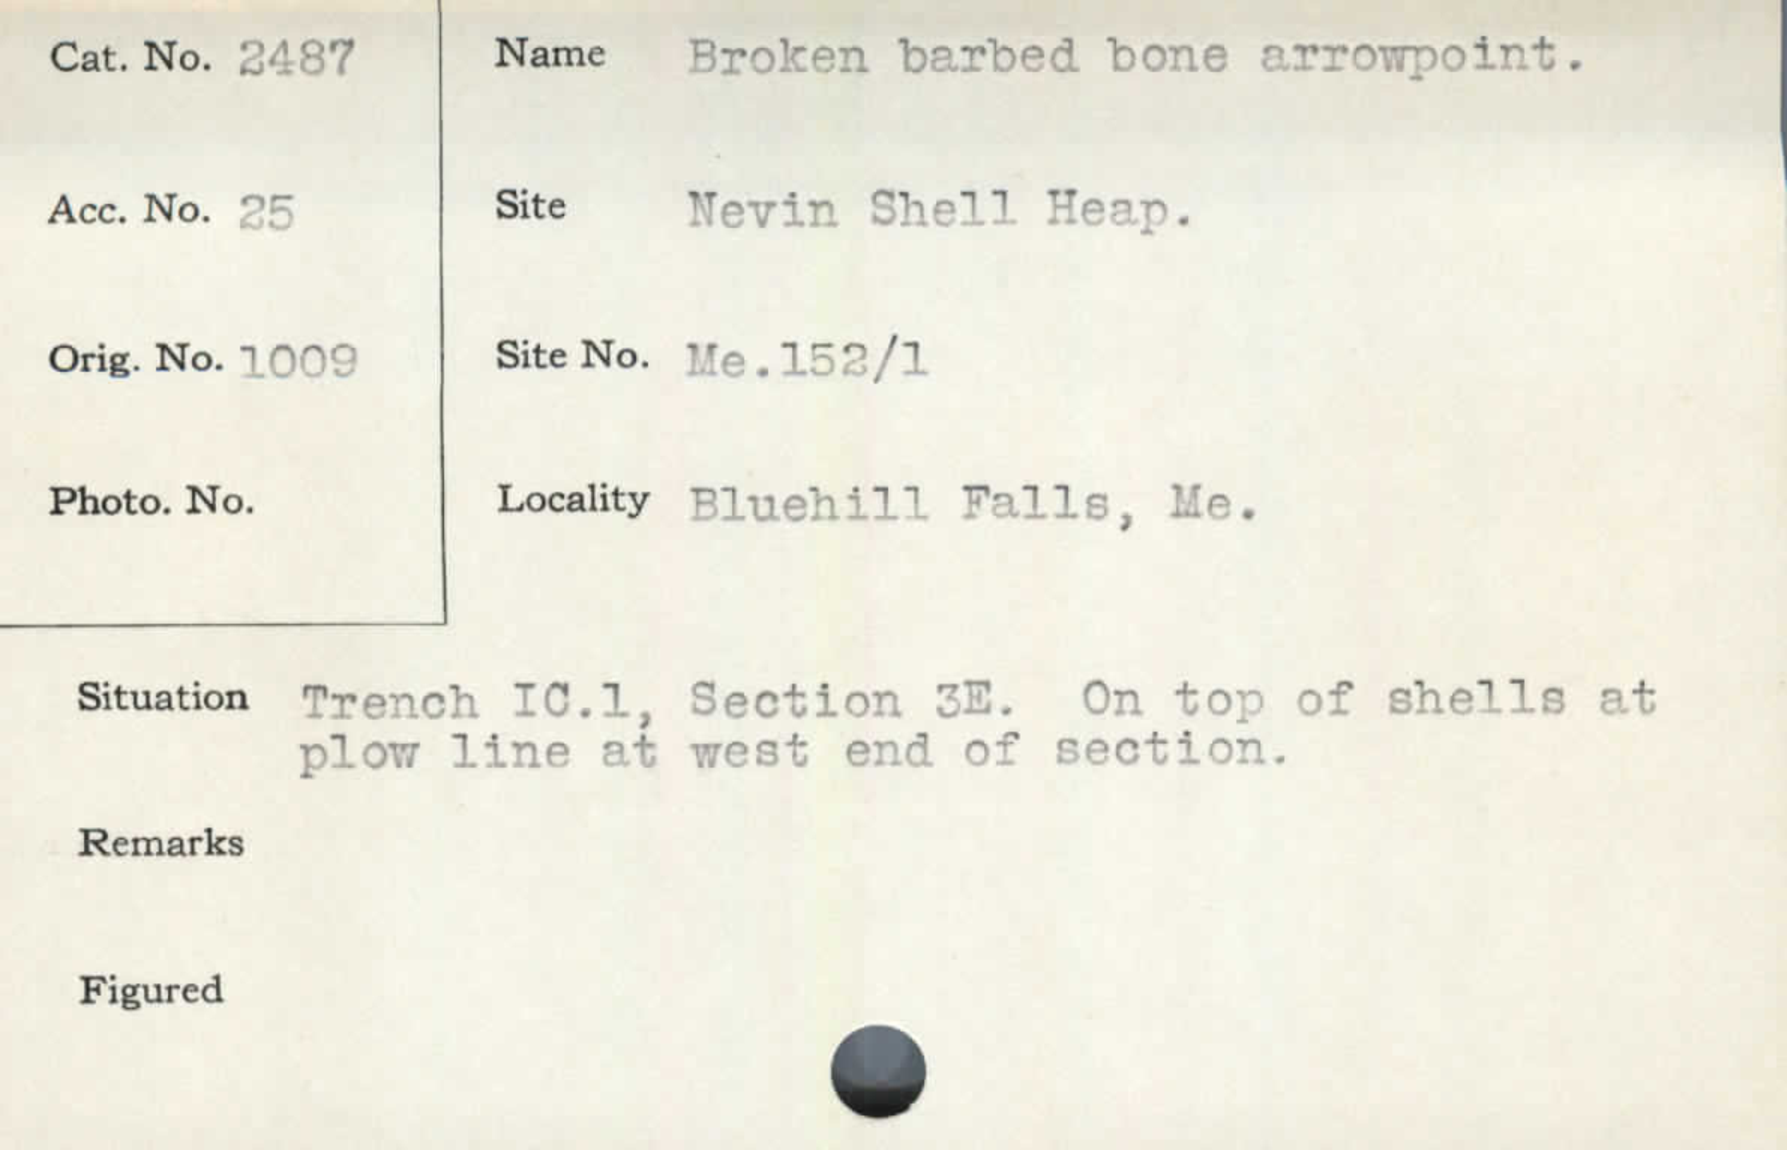 Cat. No. 2487
Name Broken barbed bone arrowpoint.
Acc. No. 25
Site Nevin Shell Heap.
Orig. No. 1009
Site No. Me.152/1
Photo. No.
Locality Bluehill Falls, Me.
Situation Trench IC.1, Section 3E. On top of shells at
plow line at west end of section.
Remarks
Figured